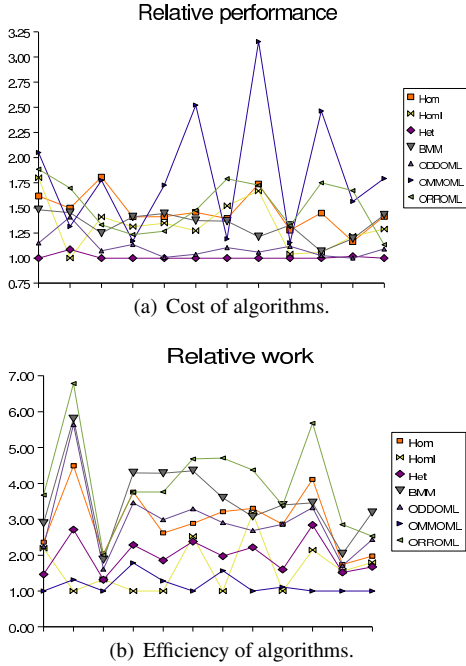 Relative performance
3.25
3.00
2.75
2.50
2.25
2.00
1.75
1.50
1.25
1.00
0.75
Hom
HomI
Het
BMM
ODDOML
OMMOML
ORROML
(a) Cost of algorithms.
Relative work
7.00
6.00
5.00
4.00
3.00
2.00
1.00
0.00
Hom
HomI
Het
BMM
ODDOML
OMMOML
ORROML
(b) Efficiency of algorithms.